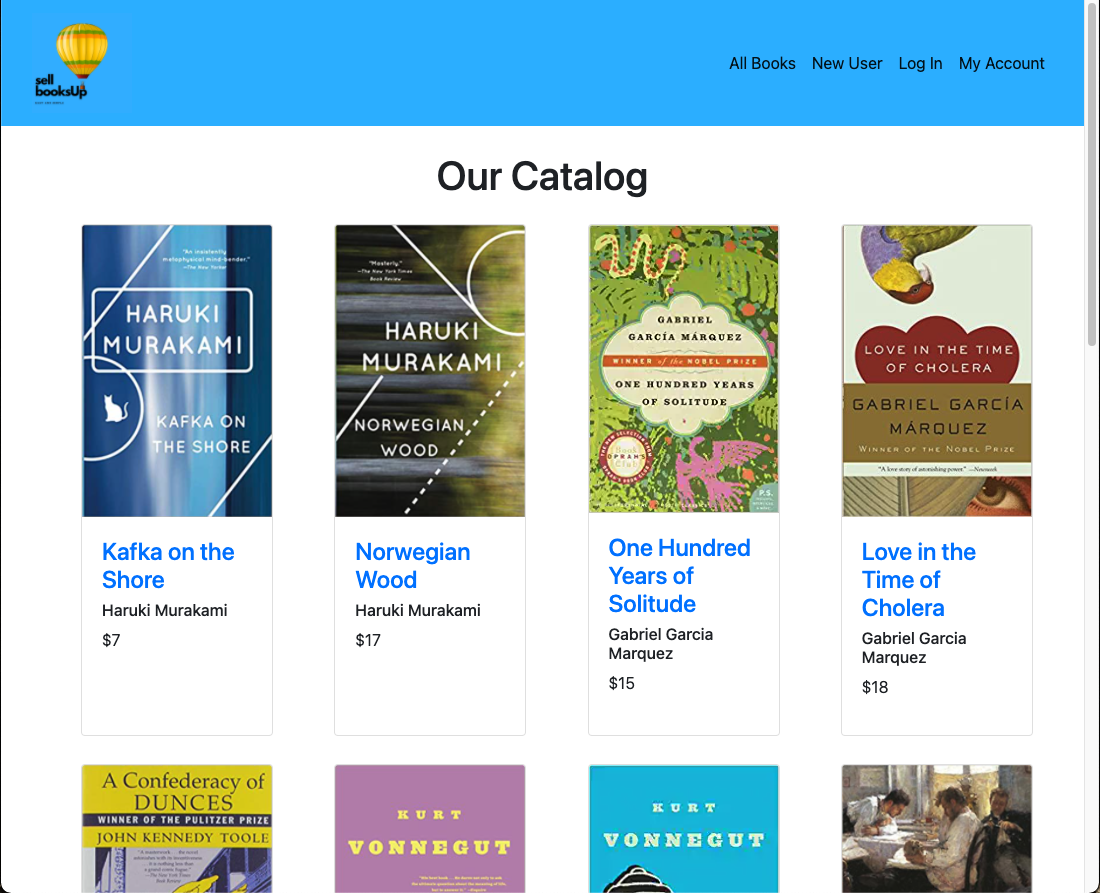 sell
booksUp
All Books New User Log In My Account
Our Catalog
"An insistently
metaphysical mind-bender."
—The New Yorker
HARUKI
MURAKAMI
KAFKA ON
THE SHORE
"Masterly."
—The New York Times
Book Review
HARUKI
MURAKAMI
NORWEGIAN
WOOD
GABRIEL
GARCÍA MÁRQUEZ
WINNER of the NOBEL PRIZE
ONE HUNDRED YEARS
OF SOLITUDE
Book
OPRAH'S
Club
P.S.
LOVE IN THE TIME
OF CHOLERA
GABRIEL GARCÍA
MÁRQUEZ
WINNER OF THE NOBEL PRIZE
"A love story of astonishing power." —Newsweek
Kafka on the
Shore
Haruki Murakami
$7
Norwegian
Wood
Haruki Murakami
$17
One Hundred
Years of
Solitude
Gabriel Garcia
Marquez
$15
Love in the
Time of
Cholera
Gabriel Garcia
Marquez
$18
A Confederacy of
DUNCES
WINNER OF THE PULITZER PRIZE
JOHN KENNEDY TOOLE
KURT
VONNEGUT
KURT
VONNEGUT